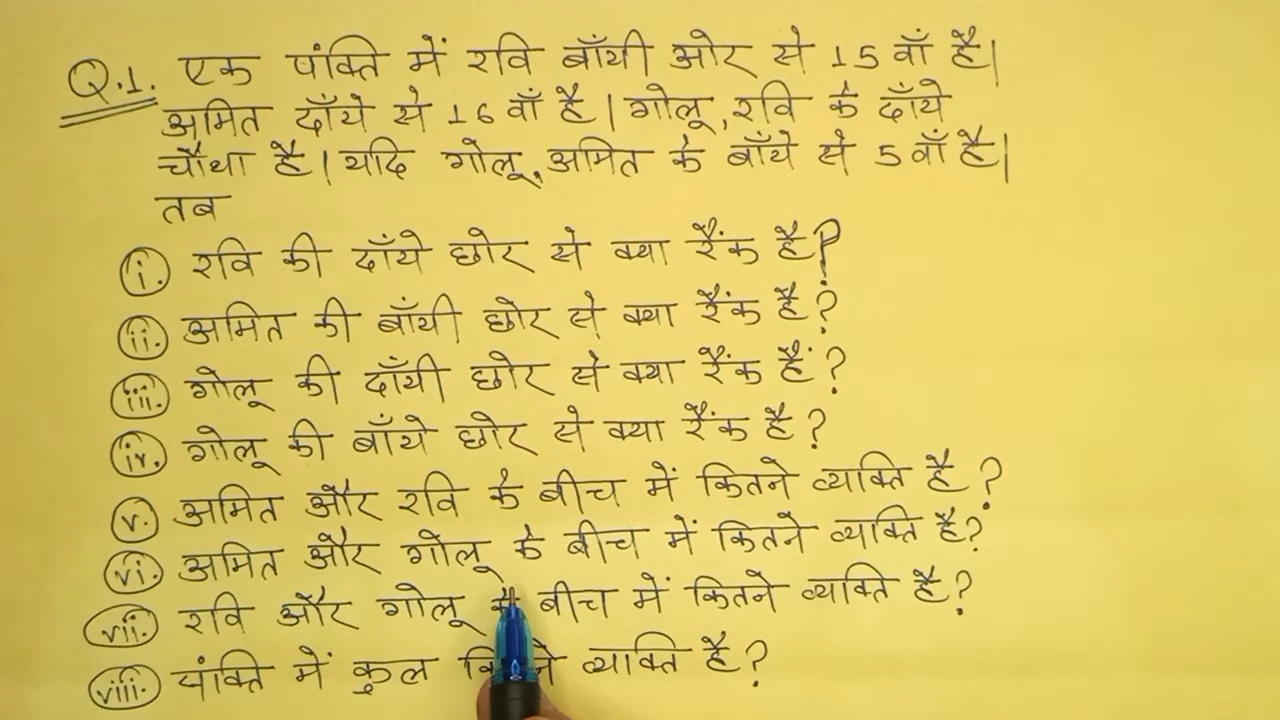 Q.1. एक पंक्ति में रवि बाँयी ओर से 15 वाँ है।
अमित दाँये से 16 वाँ है। गोलू, रवि के दाँये
चौथा है। यदि गोलू, अमित के बाँये से 5 वाँ है।
तब
i. रवि की दाँये छोर से क्या रैंक है?
ii. अमित की बाँयी छोर से क्या रैंक है?
iii. गोलू की दाँयी छोर से क्या रैंक हैं?
iv. गोलू की बाँये छोर से क्या रैंक है?
v. अमित और रवि के बीच में कितने व्यक्ति है?
vi. अमित और गोलू के बीच में कितने व्यक्ति है?
vii. रवि और गोलू बीच में कितने व्यक्ति है?
viii. पंक्ति में कुल व्यक्ति है?